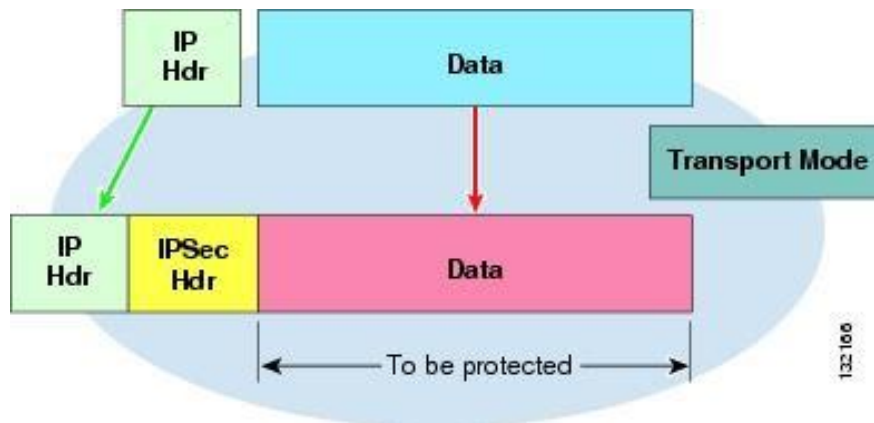 IP
Hdr
Data
Transport Mode
IP
Hdr
IPSec
Hdr
Data
To be protected
132166